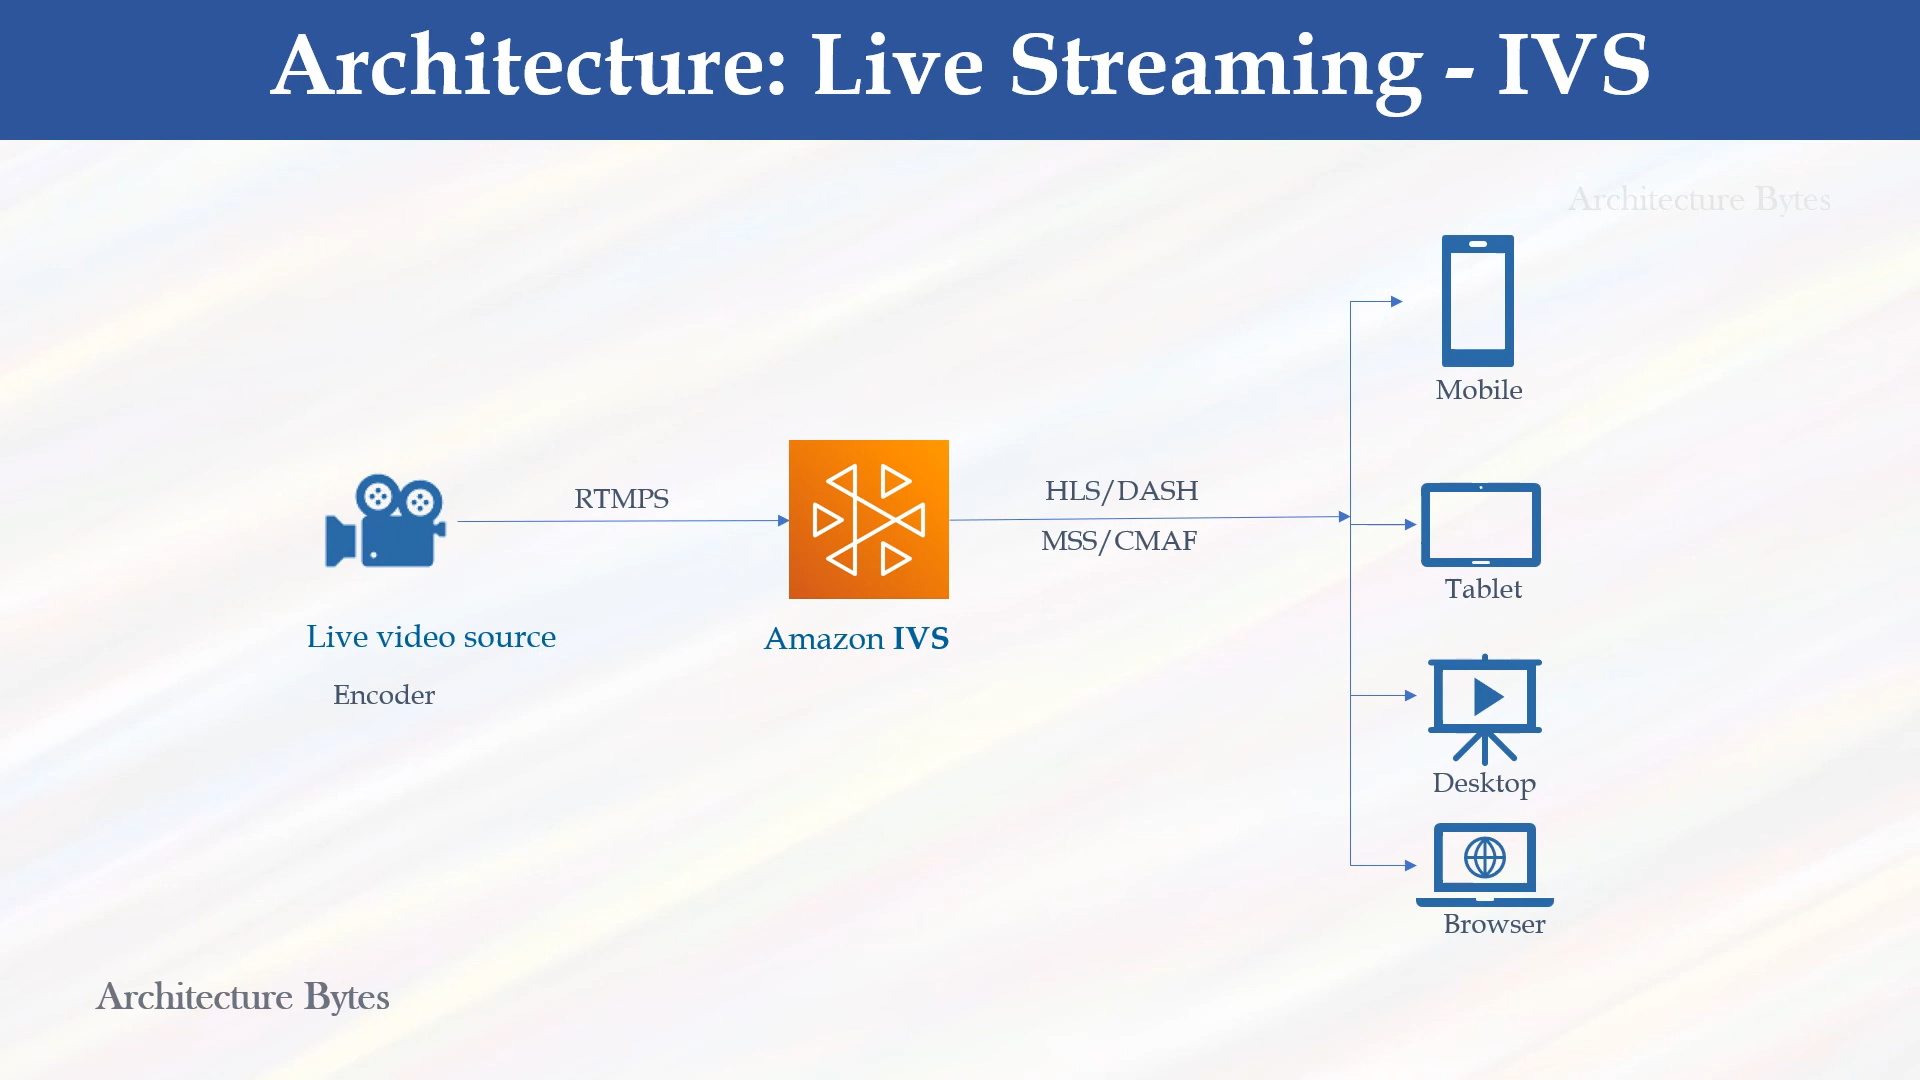 Architecture: Live Streaming - IVS
Architecture Bytes
Mobile
RTMPS
HLS/DASH
MSS/CMAF
Tablet
Live video source
Amazon IVS
Encoder
Desktop
Browser
Architecture Bytes